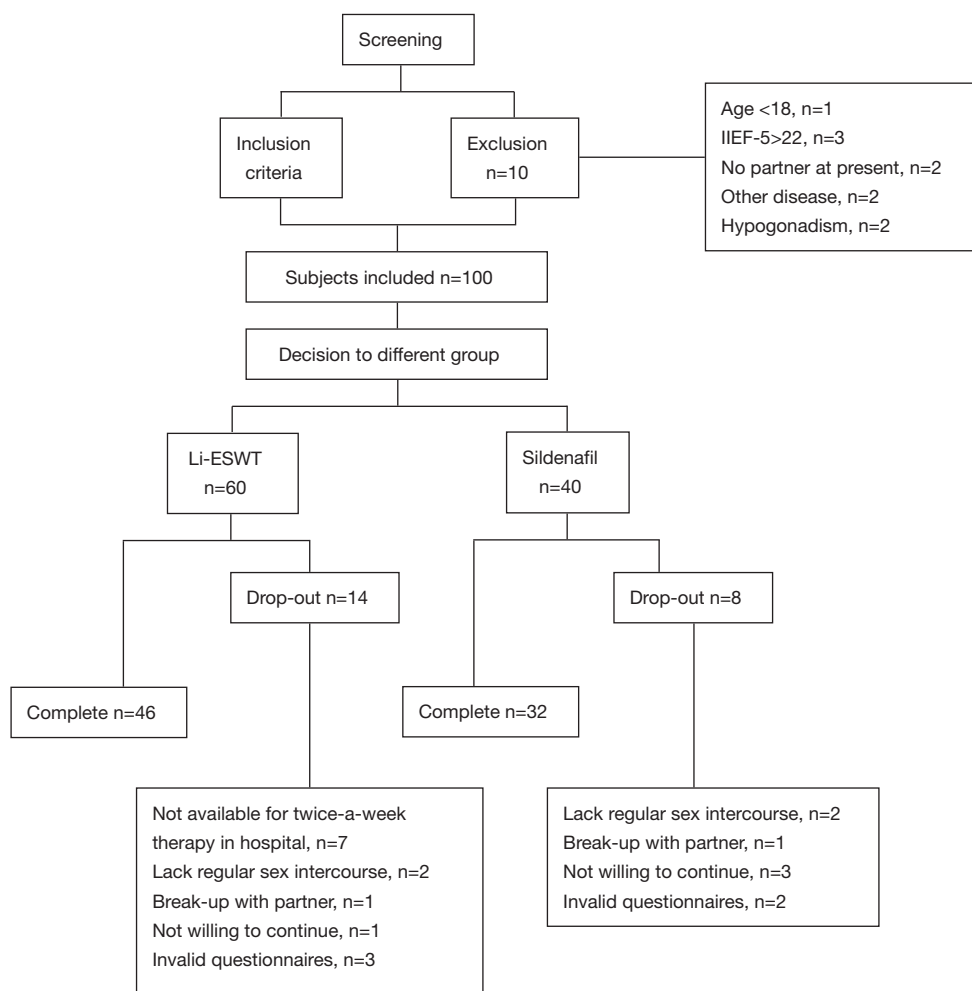 Screening
Inclusion
criteria
Exclusion
n=10
Age <18, n=1
IIEF-5>22, n=3
No partner at present, n=2
Other disease, n=2
Hypogonadism, n=2
Subjects included n=100
Decision to different group
Li-ESWT
n=60
Sildenafil
n=40
Drop-out n=14
Drop-out n=8
Complete n=46
Complete n=32
Not available for twice-a-week
therapy in hospital, n=7
Lack regular sex intercourse, n=2
Break-up with partner, n=1
Not willing to continue, n=1
Invalid questionnaires, n=3
Lack regular sex intercourse, n=2
Break-up with partner, n=1
Not willing to continue, n=3
Invalid questionnaires, n=2